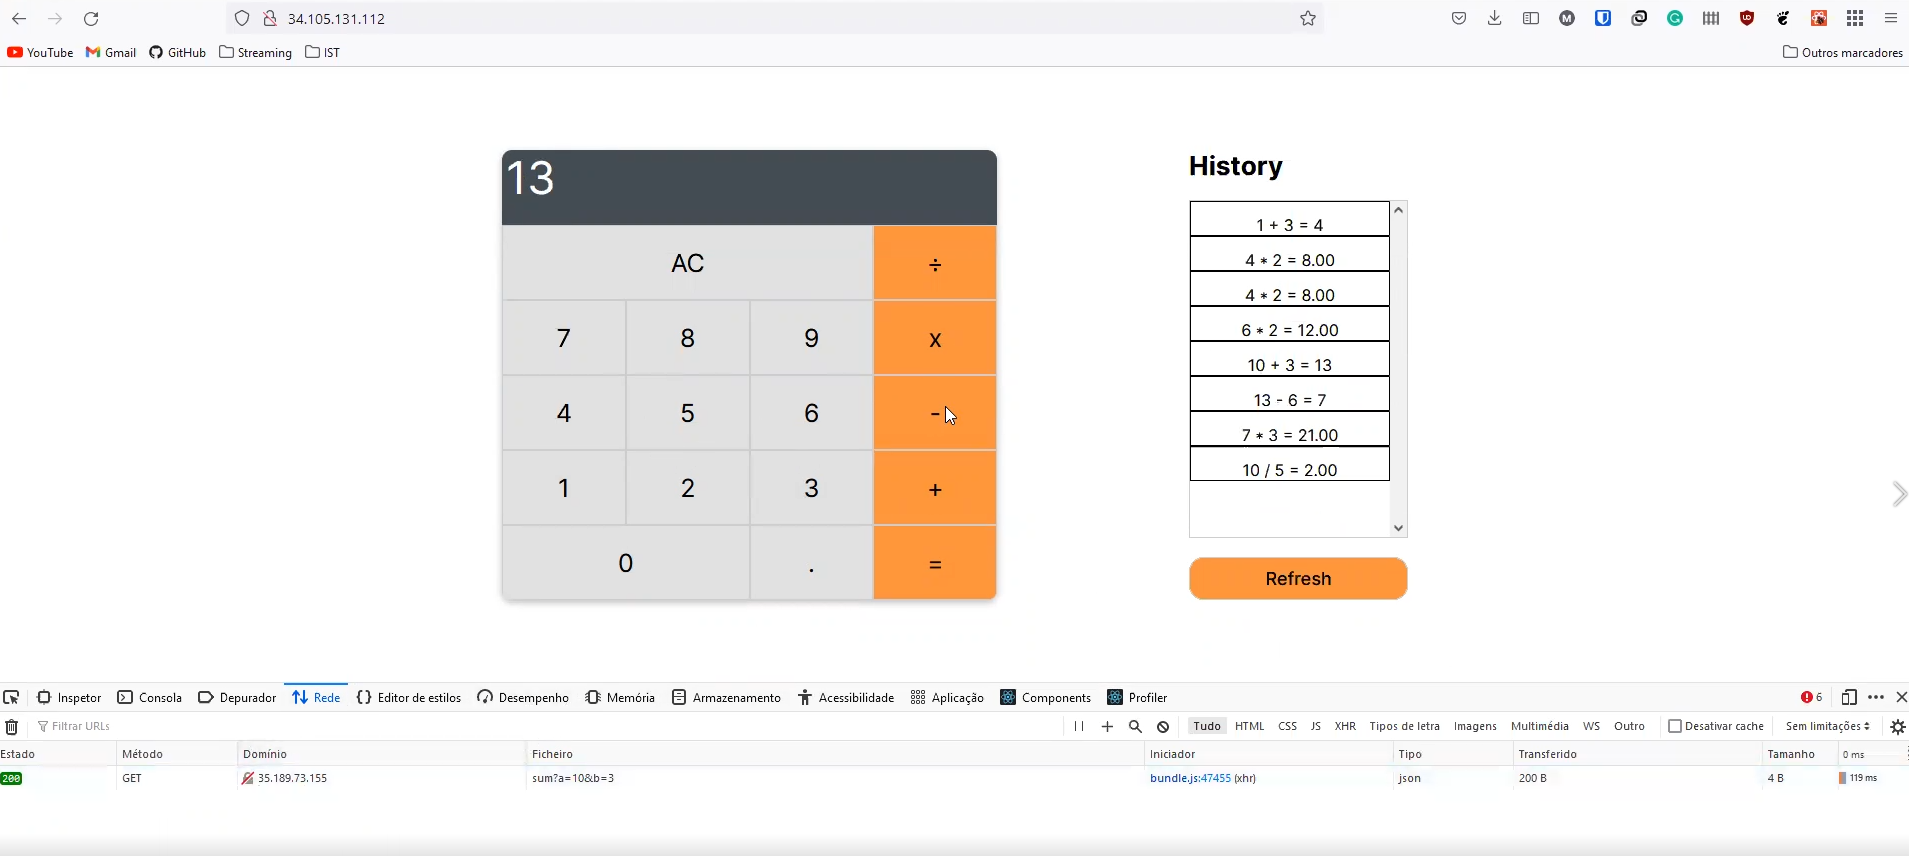 34.105.131.112
YouTube Gmail GitHub Streaming IST Outros marcadores
13
AC ÷
7 8 9 x
4 5 6 -
1 2 3 +
0 . =
History
1 + 3 = 4
4 * 2 = 8.00
4 * 2 = 8.00
6 * 2 = 12.00
10 + 3 = 13
13 - 6 = 7
7 * 3 = 21.00
10 / 5 = 2.00
Refresh
Inspetor Consola Depurador Rede Editor de estilos Desempenho Memória Armazenamento Acessibilidade Aplicação Components Profiler 6
Filtrar URLs Tudo HTML CSS JS XHR Tipos de letra Imagens Multimédia WS Outro Desativar cache Sem limitações
Estado Método Domínio Ficheiro Iniciador Tipo Transferido Tamanho 0 ms
200 GET 35.189.73.155 sum?a=10&b=3 bundle.js:47455 (xhr) json 200 B 4 B 119 ms